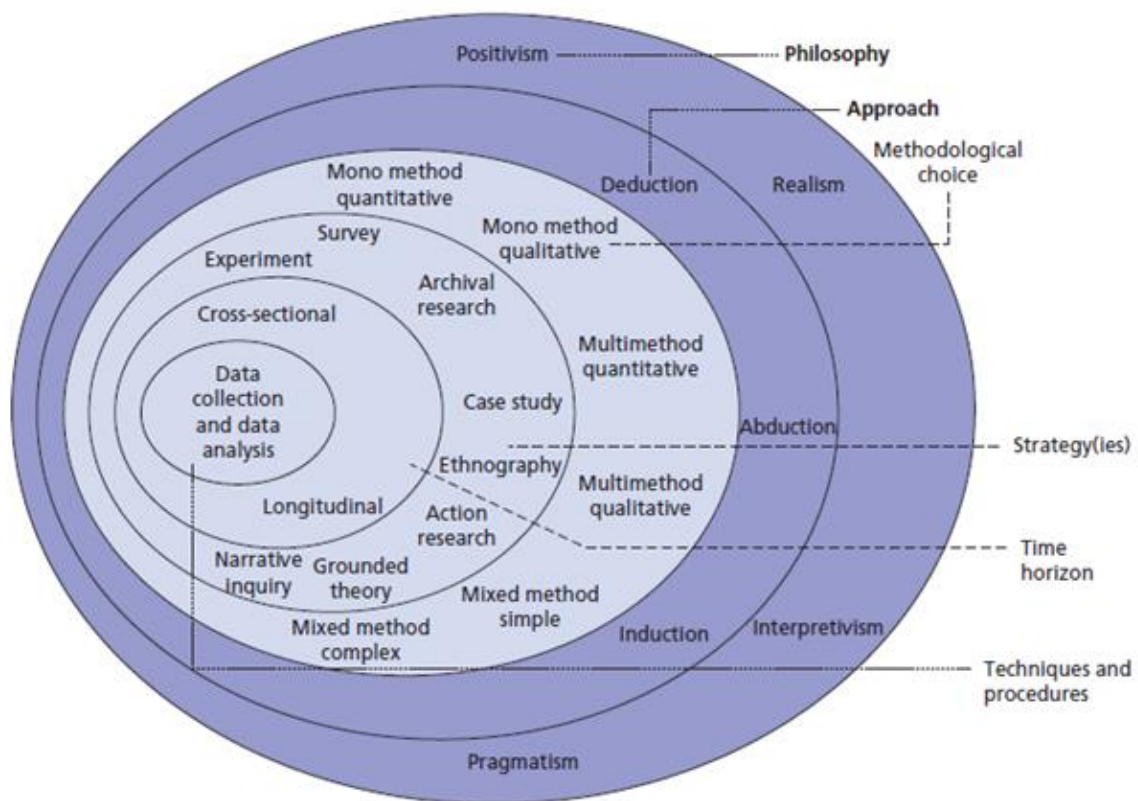 Positivism
Philosophy
Approach
Methodological
choice
Mono method
quantitative
Deduction
Realism
Mono method
qualitative
Survey
Experiment
Archival
research
Cross-sectional
Multimethod
quantitative
Data
collection
and data
analysis
Case study
Abduction
Strategy(ies)
Ethnography
Multimethod
qualitative
Longitudinal
Action
research
Time
horizon
Narrative
inquiry
Grounded
theory
Mixed method
simple
Mixed method
complex
Induction
Interpretivism
Techniques and
procedures
Pragmatism